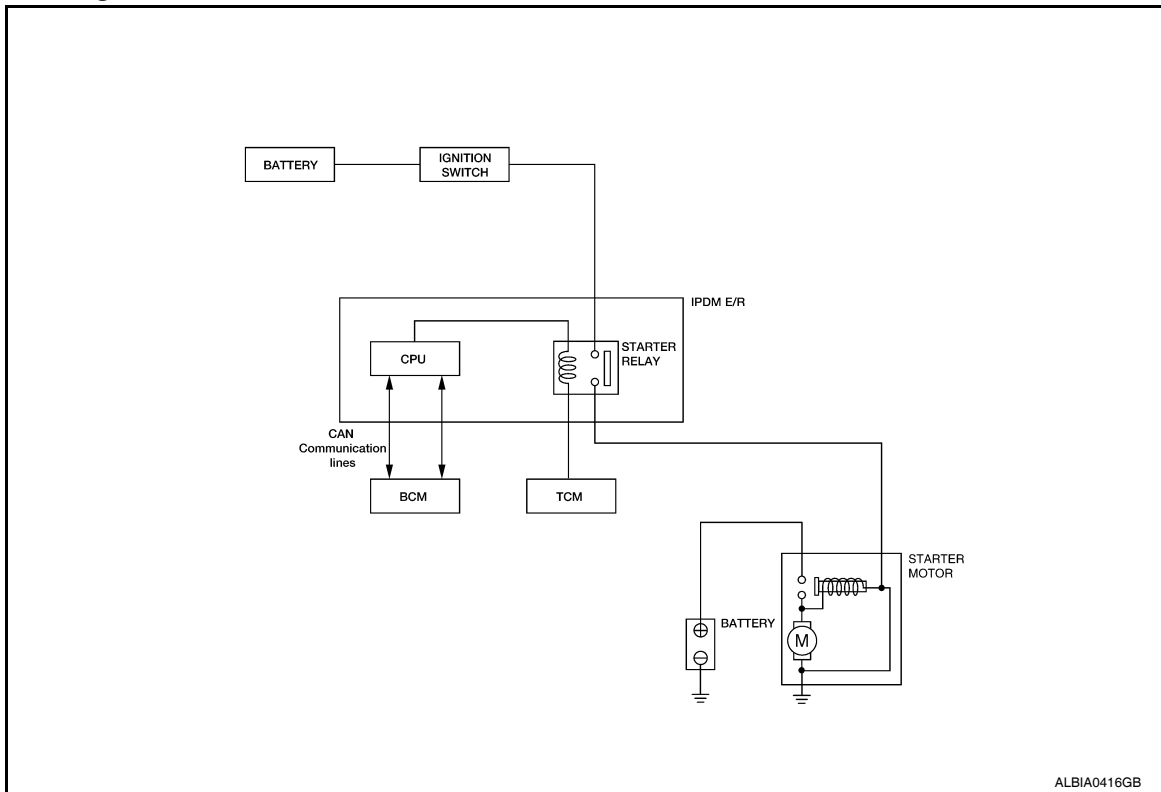 BATTERY
IGNITION
SWITCH
IPDM E/R
CPU
STARTER
RELAY
CAN
Communication
lines
BCM
TCM
STARTER
MOTOR
BATTERY
M
ALBIA0416GB